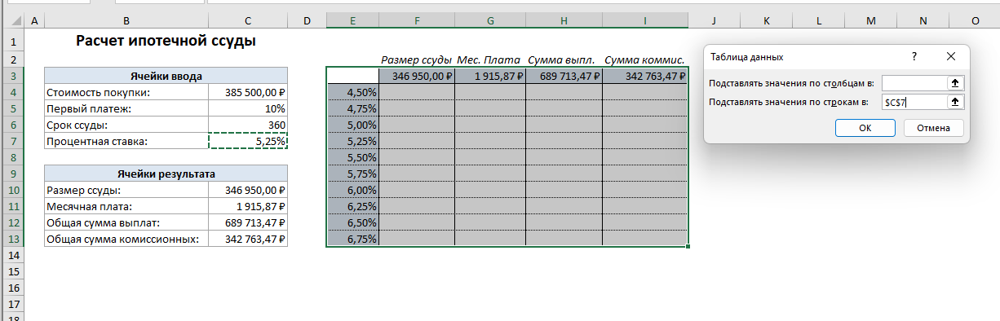 A B C D E F G H I J K L M N O
1 Расчет ипотечной ссуды
2 Размер ссуды Мес. Плата Сумма выпл. Сумма коммис.
3 Ячейки ввода 346 950,00 ₽ 1 915,87 ₽ 689 713,47 ₽ 342 763,47 ₽
4 Стоимость покупки: 385 500,00 ₽ 4,50%
5 Первый платеж: 10% 4,75%
6 Срок ссуды: 360 5,00%
7 Процентная ставка: 5,25% 5,25%
8 5,50%
9 Ячейки результата 5,75%
10 Размер ссуды: 346 950,00 ₽ 6,00%
11 Месячная плата: 1 915,87 ₽ 6,25%
12 Общая сумма выплат: 689 713,47 ₽ 6,50%
13 Общая сумма комиссионных: 342 763,47 ₽ 6,75%
14
15
16
17
18
Таблица данных ?
Подставлять значения по столбцам в:
Подставлять значения по строкам в: $C$7
ОК Отмена